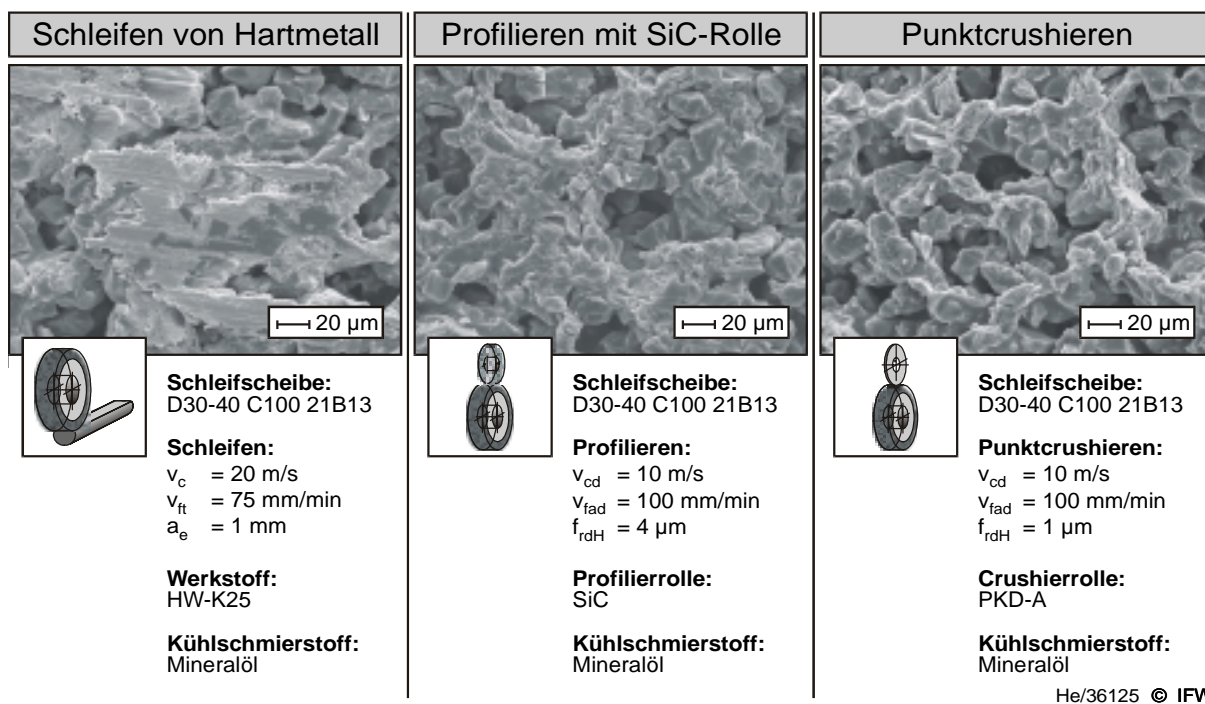 Schleifen von Hartmetall
20 µm
Schleifscheibe:
D30-40 C100 21B13
Schleifen:
vc = 20 m/s
vft = 75 mm/min
ae = 1 mm
Werkstoff:
HW-K25
Kühlschmierstoff:
Mineralöl
Profilieren mit SiC-Rolle
20 µm
Schleifscheibe:
D30-40 C100 21B13
Profilieren:
vcd = 10 m/s
vfad = 100 mm/min
frdH = 4 µm
Profilierrolle:
SiC
Kühlschmierstoff:
Mineralöl
Punktcrushieren
20 µm
Schleifscheibe:
D30-40 C100 21B13
Punktcrushieren:
vcd = 10 m/s
vfad = 100 mm/min
frdH = 1 µm
Crushierrolle:
PKD-A
Kühlschmierstoff:
Mineralöl
He/36125 © IFW